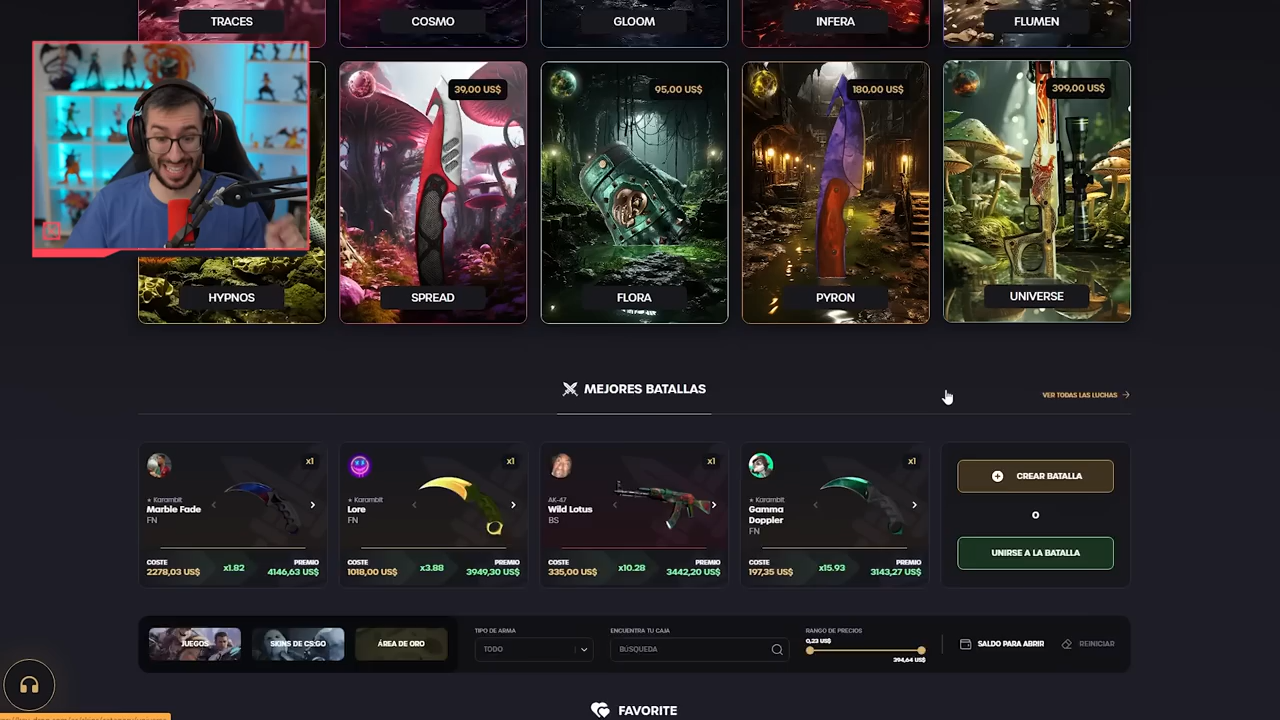 TRACES
COSMO
GLOOM
INFERA
FLUMEN
39,00 US$
95,00 US$
180,00 US$
399,00 US$
HYPNOS
SPREAD
FLORA
PYRON
UNIVERSE
MEJORES BATALLAS
VER TODAS LAS LUCHAS
x1
★ Karambit
Marble Fade
FN
COSTE
2278,03 US$
x1.82
PREMIO
4146,63 US$
x1
★ Karambit
Lore
FN
COSTE
1018,00 US$
x3.88
PREMIO
3949,30 US$
x1
AK-47
Wild Lotus
BS
COSTE
335,00 US$
x10.28
PREMIO
3442,20 US$
x1
★ Karambit
Gamma
Doppler
FN
COSTE
197,35 US$
x15.93
PREMIO
3143,27 US$
CREAR BATALLA
O
UNIRSE A LA BATALLA
JUEGOS
SKINS DE CS:GO
ÁREA DE ORO
TIPO DE ARMA
TODO
ENCUENTRA TU CAJA
BÚSQUEDA
RANGO DE PRECIOS
0,23 US$
394,64 US$
SALDO PARA ABRIR
REINICIAR
FAVORITE